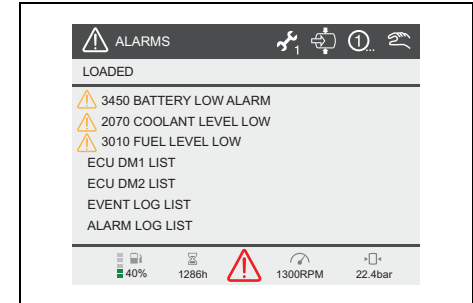 ALARMS
1
1...
LOADED
3450 BATTERY LOW ALARM
2070 COOLANT LEVEL LOW
3010 FUEL LEVEL LOW
ECU DM1 LIST
ECU DM2 LIST
EVENT LOG LIST
ALARM LOG LIST
40% 1286h 1300RPM 22.4bar